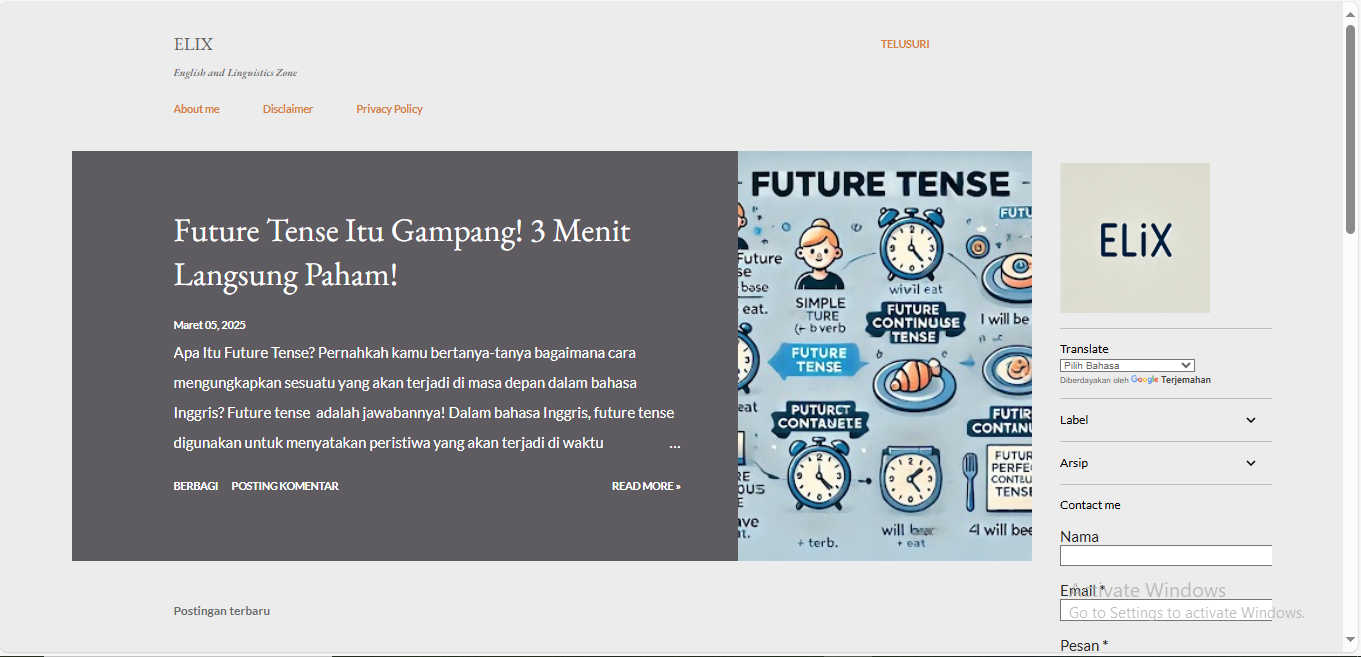 ELIX
TELUSURI
English and Linguistics Zone
About me Disclaimer Privacy Policy
Future Tense Itu Gampang! 3 Menit
Langsung Paham!
Maret 05, 2025
Apa Itu Future Tense? Pernahkah kamu bertanya-tanya bagaimana cara
mengungkapkan sesuatu yang akan terjadi di masa depan dalam bahasa
Inggris? Future tense adalah jawabannya! Dalam bahasa Inggris, future tense
digunakan untuk menyatakan peristiwa yang akan terjadi di waktu ...
BERBAGI POSTING KOMENTAR READ MORE »
- FUTURE TENSE -
FUTU
Future
se
base
eat.
wivil eat
SIMPLE
TURE
(+ b verb
FUTURE
CONTINUISE
TENSE
I will be
FUTURE
TENSE
eat
PUTURCT
CONTAUETE
FUTIR
CONTANU
FUTUR
PERFE
CONTLU
TENSE
RE
OUS
E
ave
at.
+ terb.
will bear
+ eat
4I will bee
ELiX
Translate
Pilih Bahasa
Diberdayakan oleh Google Terjemahan
Label
Arsip
Contact me
Nama
Email *
Activate Windows
Go to Settings to activate Windows.
Pesan *
Postingan terbaru